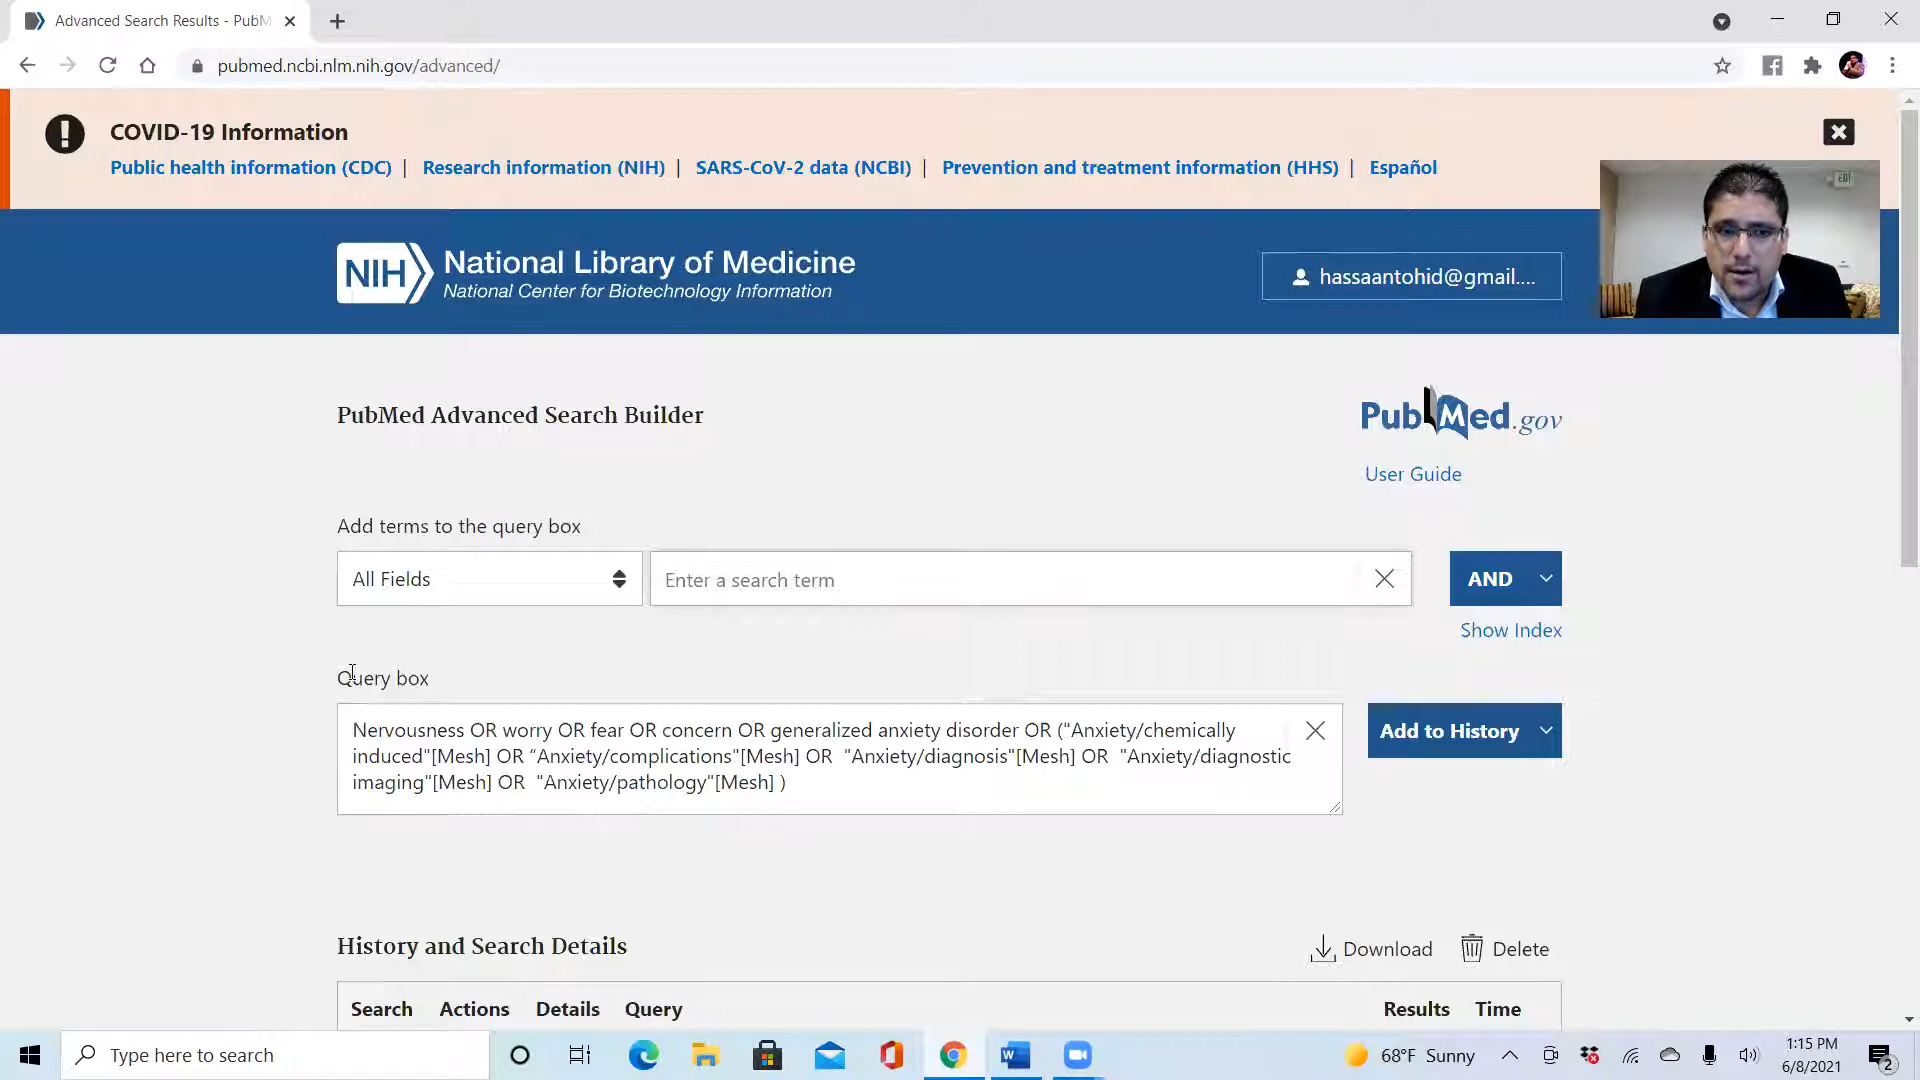 Advanced Search Results - PubM
pubmed.ncbi.nlm.nih.gov/advanced/
COVID-19 Information
Public health information (CDC) | Research information (NIH) | SARS-CoV-2 data (NCBI) | Prevention and treatment information (HHS) | Español
NIH National Library of Medicine
National Center for Biotechnology Information
hassaantohid@gmail....
PubMed Advanced Search Builder
PubMed.gov
User Guide
Add terms to the query box
All Fields
Enter a search term
AND
Show Index
Query box
Nervousness OR worry OR fear OR concern OR generalized anxiety disorder OR ("Anxiety/chemically
induced"[Mesh] OR "Anxiety/complications"[Mesh] OR "Anxiety/diagnosis"[Mesh] OR "Anxiety/diagnostic
imaging"[Mesh] OR "Anxiety/pathology"[Mesh] )
Add to History
History and Search Details
Download
Delete
Search Actions Details Query Results Time
Type here to search
68°F Sunny
1:15 PM
6/8/2021
2